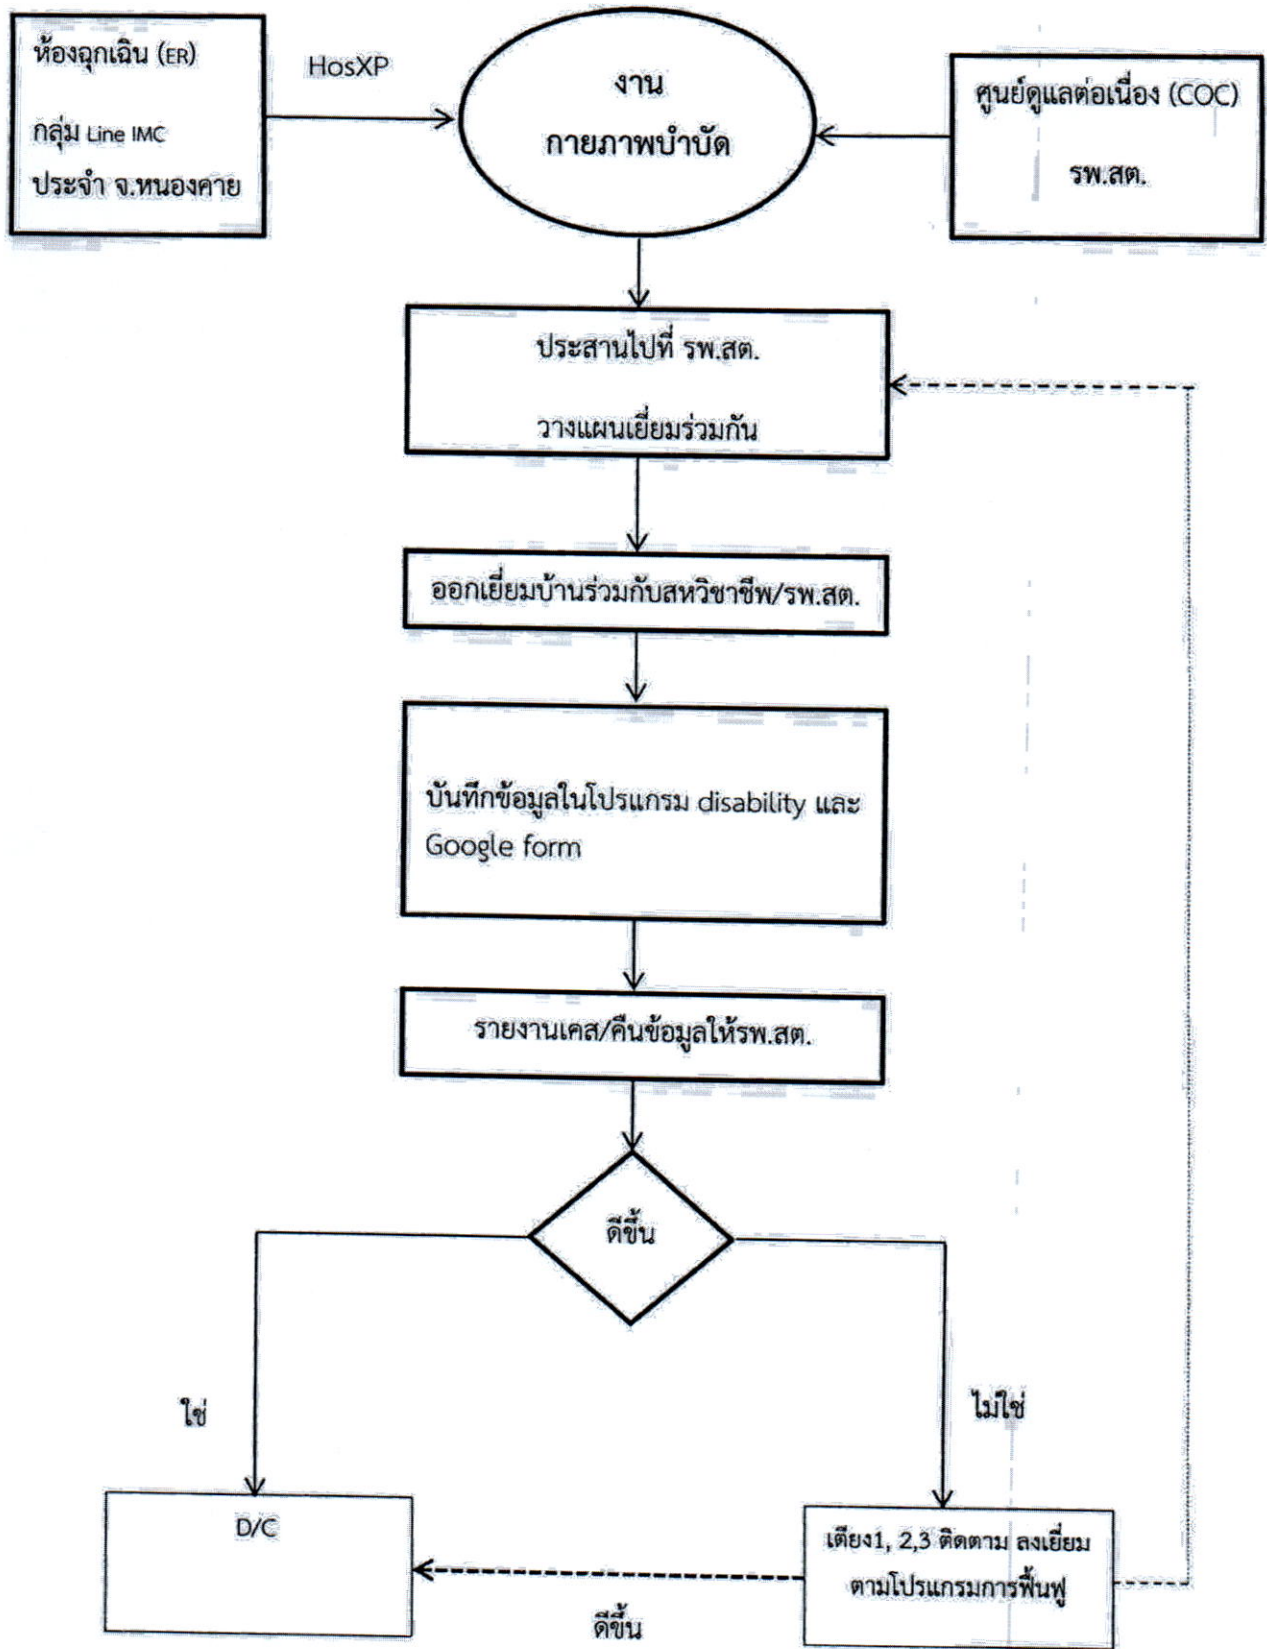 ห้องฉุกเฉิน (ER)
กลุ่ม Line IMC
ประจำ จ.หนองคาย
HosXP
งาน
กายภาพบำบัด
ศูนย์ดูแลต่อเนื่อง (COC)
รพ.สต.
ประสานไปที่ รพ.สต.
วางแผนเยี่ยมร่วมกัน
ออกเยี่ยมบ้านร่วมกับสหวิชาชีพ/รพ.สต.
บันทึกข้อมูลในโปรแกรม disability และ
Google form
รายงานเคส/คืนข้อมูลให้รพ.สต.
ดีขึ้น
ใช่
ไม่ใช่
D/C
เตียง1, 2,3 ติดตาม ลงเยี่ยม
ตามโปรแกรมการฟื้นฟู
ดีขึ้น